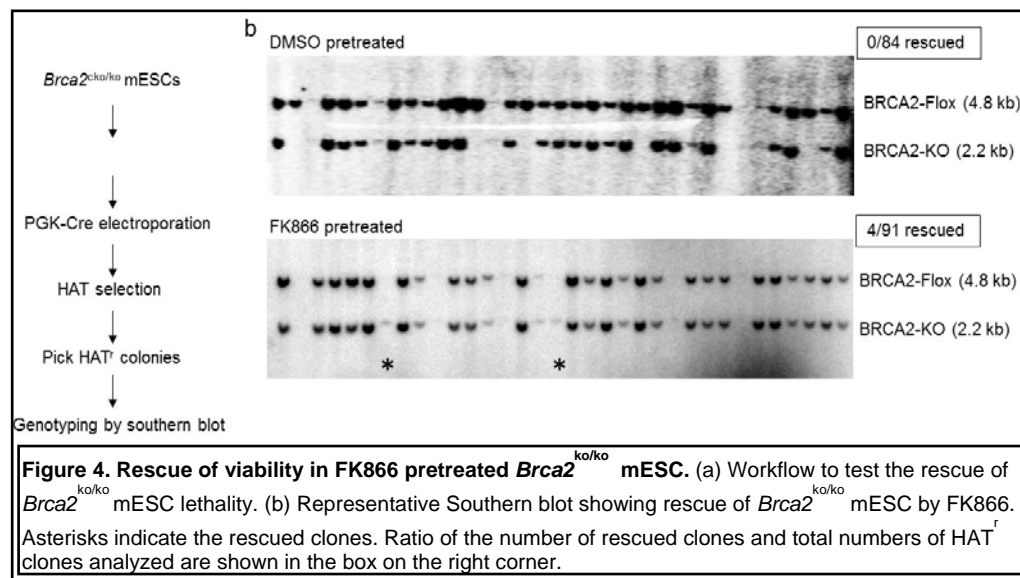 b
DMSO pretreated
0/84 rescued
Brca2cko/ko mESCs
BRCA2-Flox (4.8 kb)
BRCA2-KO (2.2 kb)
PGK-Cre electroporation
FK866 pretreated
4/91 rescued
HAT selection
BRCA2-Flox (4.8 kb)
Pick HATr colonies
BRCA2-KO (2.2 kb)
* *
Genotyping by southern blot
Figure 4. Rescue of viability in FK866 pretreated Brca2ko/ko mESC. (a) Workflow to test the rescue of
Brca2ko/ko mESC lethality. (b) Representative Southern blot showing rescue of Brca2ko/ko mESC by FK866.
Asterisks indicate the rescued clones. Ratio of the number of rescued clones and total numbers of HATr
clones analyzed are shown in the box on the right corner.